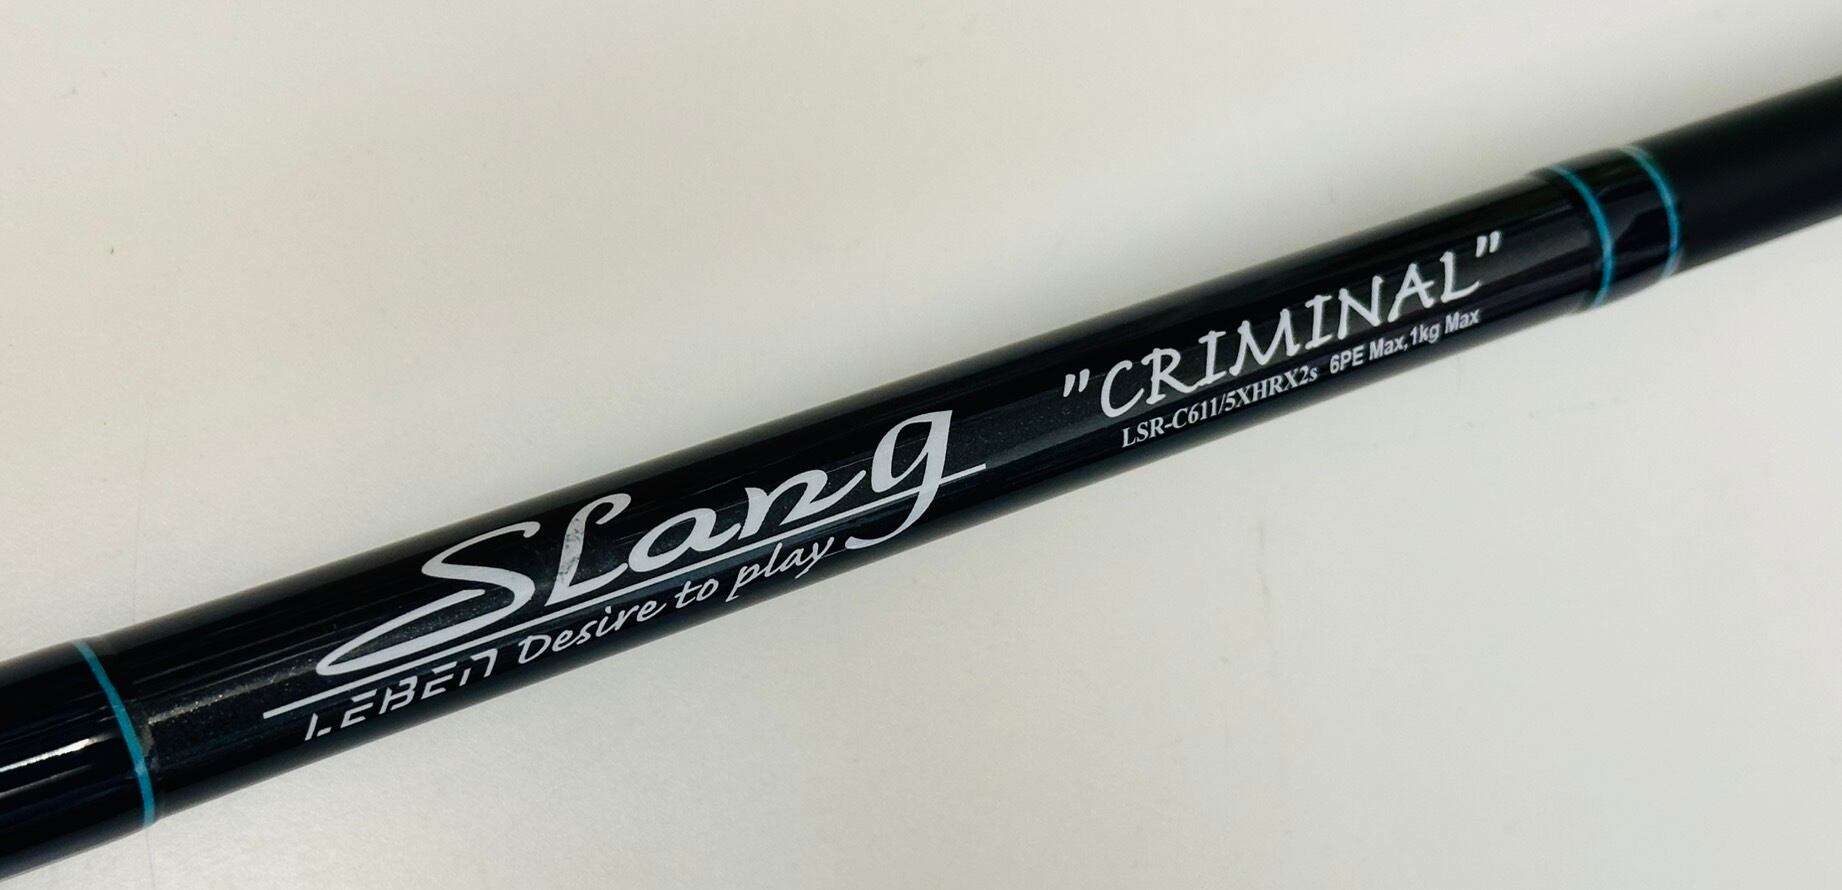 SLang
LEBEN Desire to play
"CRIMINAL"
LSR-C611/5XHRX2s 6PE Max,1kg Max